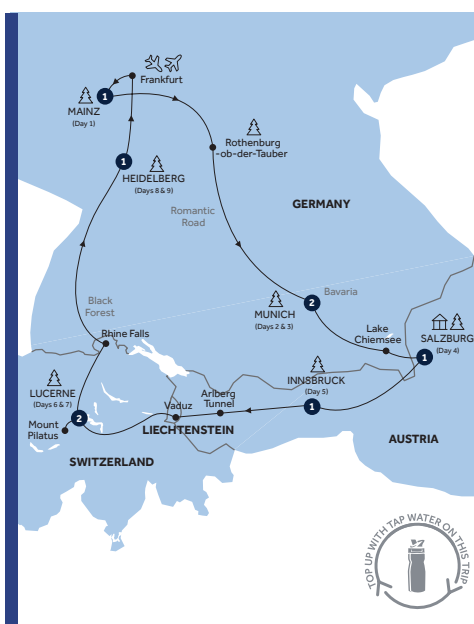 Frankfurt
1
MAINZ
(Day 1)
Rothenburg
-ob-der-Tauber
1
HEIDELBERG
(Days 8 & 9)
Romantic
Road
GERMANY
Bavaria
2
MUNICH
(Days 2 & 3)
Black
Forest
Rhine Falls
Lake
Chiemsee
SALZBURG
(Day 4)
1
INNSBRUCK
(Day 5)
1
LUCERNE
(Days 6 & 7)
2
Arlberg
Tunnel
Vaduz
Mount
Pilatus
LIECHTENSTEIN
AUSTRIA
SWITZERLAND
TOP UP WITH TAP WATER ON THIS TRIP